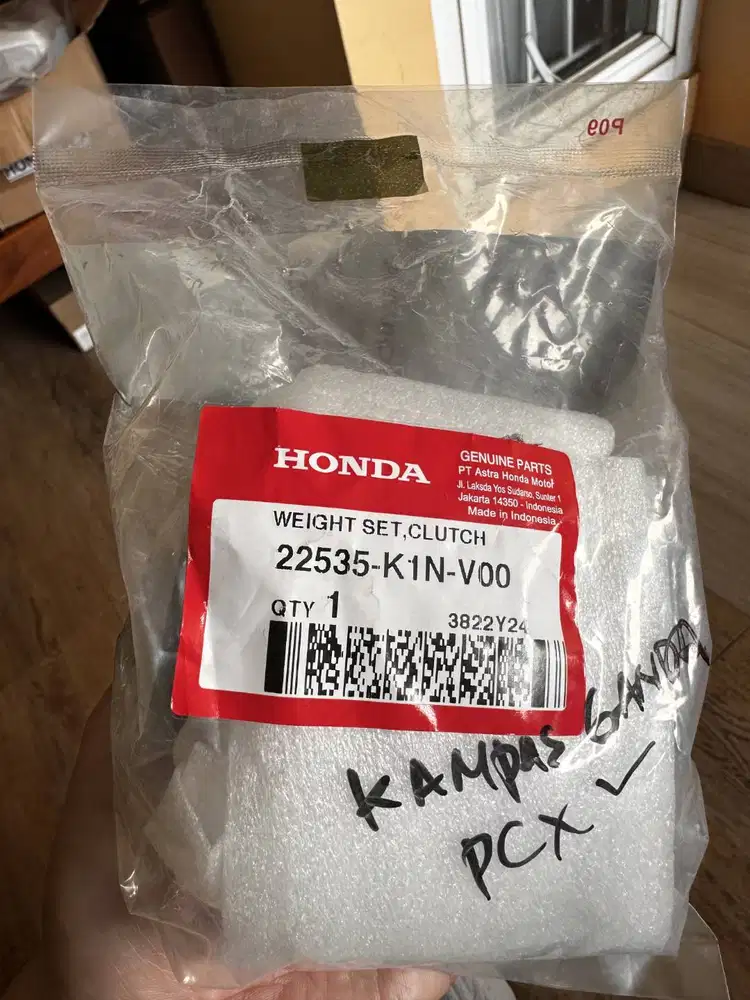 P09
HONDA
GENUINE PARTS
PT Astra Honda Motor
Jl. Laksda Yos Sudarso, Sunter 1
Jakarta 14350 - Indonesia
Made in Indonesia
WEIGHT SET,CLUTCH
22535-K1N-V00
QTY 1
3822Y24
KAMPAS GANDA
PCX ✓